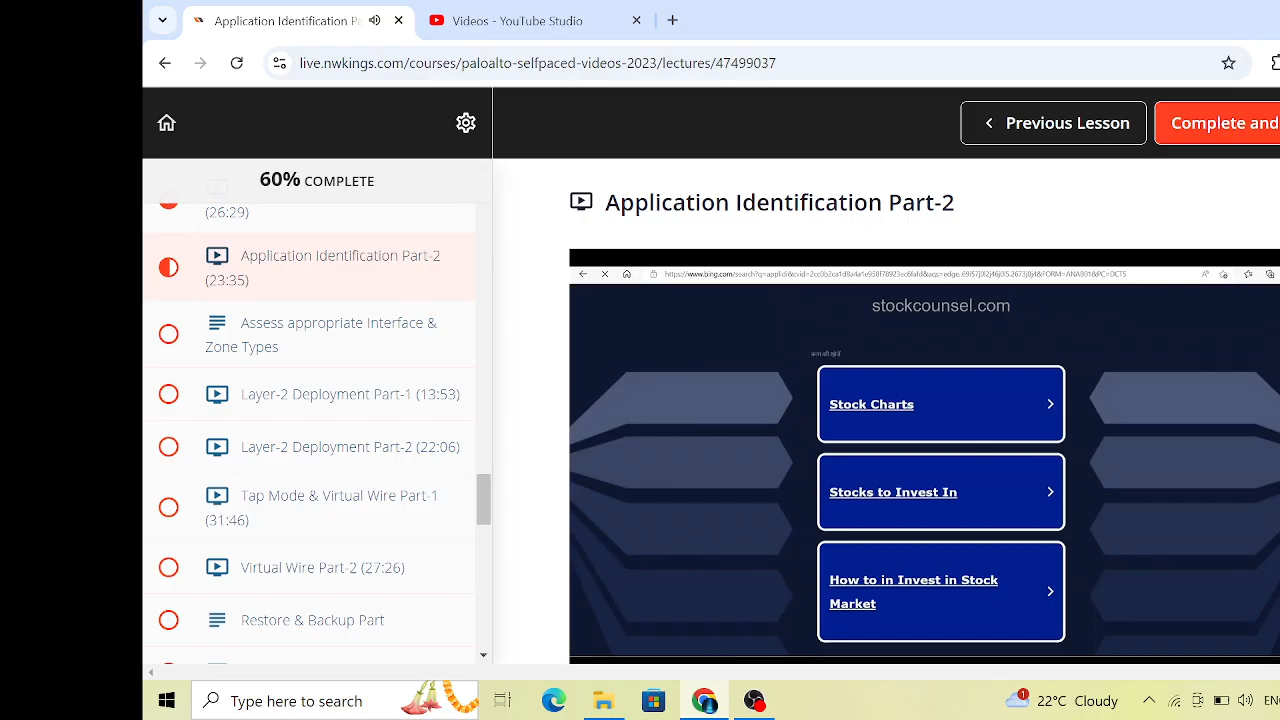 Application Identification Pa
Videos - YouTube Studio
live.nwkings.com/courses/paloalto-selfpaced-videos-2023/lectures/47499037
Previous Lesson
Complete and
60% COMPLETE
(26:29)
Application Identification Part-2
(23:35)
Assess appropriate Interface &
Zone Types
Layer-2 Deployment Part-1 (13:53)
Layer-2 Deployment Part-2 (22:06)
Tap Mode & Virtual Wire Part-1
(31:46)
Virtual Wire Part-2 (27:26)
Restore & Backup Part
Application Identification Part-2
stockcounsel.com
Stock Charts
Stocks to Invest In
How to in Invest in Stock
Market
Type here to search
1
22°C Cloudy
EN